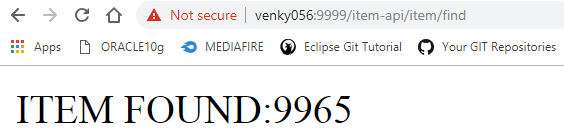 Not secure | venky056:9999/item-api/item/find
Apps ORACLE10g MEDIAFIRE Eclipse Git Tutorial Your GIT Repositories
ITEM FOUND:9965